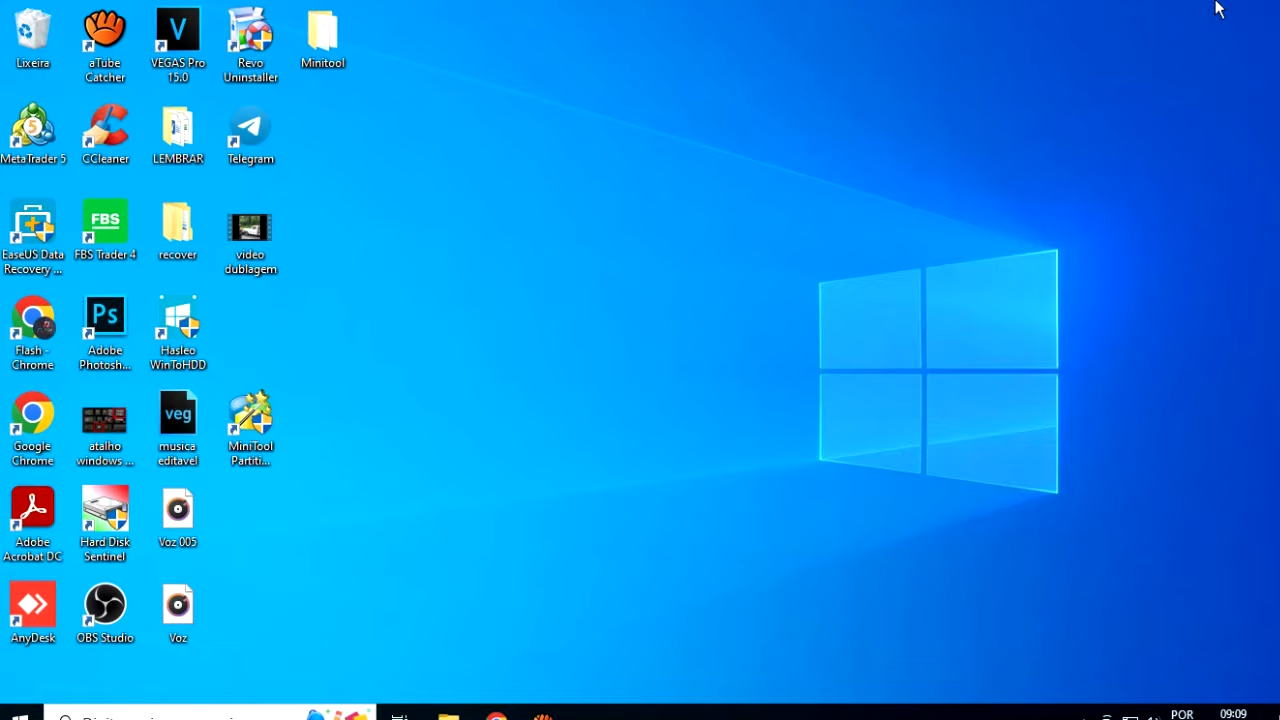 Lixeira
aTube
Catcher
VEGAS Pro
15.0
Revo
Uninstaller
Minitool
5
MetaTrader 5
CCleaner
LEMBRAR
Telegram
EaseUS Data
Recovery ...
FBS
FBS Trader 4
recover
video
dublagem
Flash -
Chrome
Ps
Adobe
Photosh...
Hasleo
WinToHDD
Google
Chrome
atalho
windows ...
veg
musica
editavel
MiniTool
Partiti...
Adobe
Acrobat DC
Hard Disk
Sentinel
Voz 005
AnyDesk
OBS Studio
Voz
POR
09:09